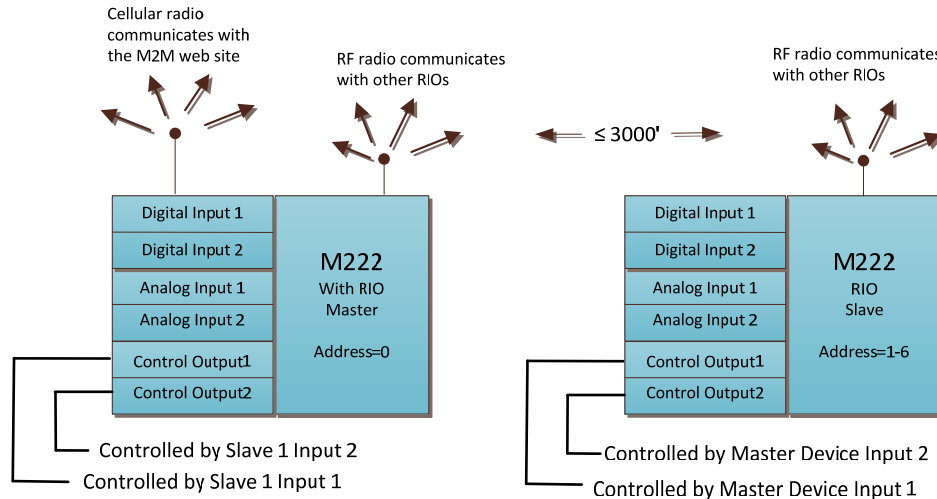 Cellular radio
communicates with
the M2M web site
RF radio communicates
with other RIOs
≤ 3000'
RF radio communicates
with other RIOs
Digital Input 1
Digital Input 2
Analog Input 1
Analog Input 2
Control Output1
Control Output2
M222
With RIO
Master
Address=0
Digital Input 1
Digital Input 2
Analog Input 1
Analog Input 2
Control Output1
Control Output2
M222
RIO
Slave
Address=1-6
Controlled by Slave 1 Input 2
Controlled by Slave 1 Input 1
Controlled by Master Device Input 2
Controlled by Master Device Input 1